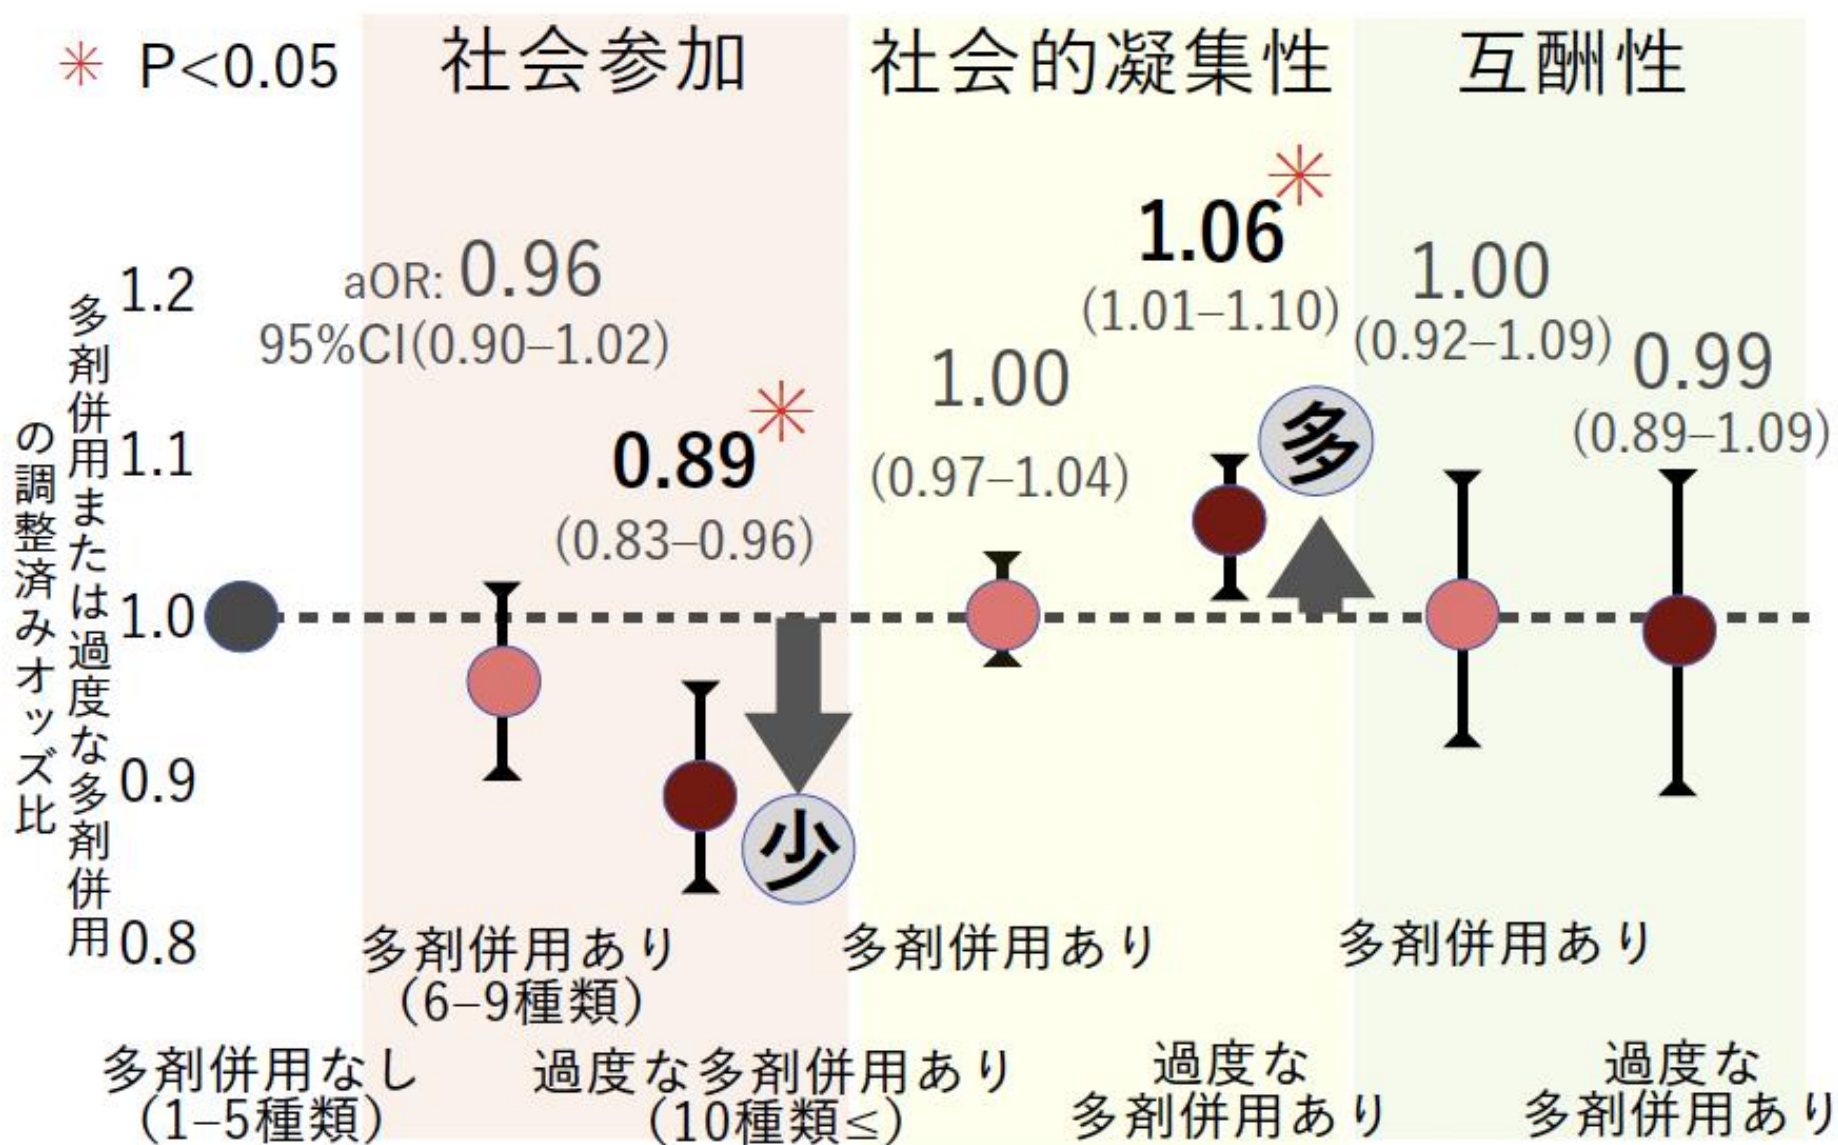 * P<0.05
社会参加
社会的凝集性
互酬性
多剤併用または過度な多剤併用
の調整済みオッズ比
1.2
1.1
1.0
0.9
0.8
aOR: 0.96
95%CI(0.90–1.02)
*
0.89
(0.83–0.96)
少
1.00
(0.97–1.04)
*
1.06
(1.01–1.10)
多
1.00
(0.92–1.09)
0.99
(0.89–1.09)
多剤併用なし
(1–5種類)
多剤併用あり
(6–9種類)
過度な多剤併用あり
(10種類≤)
多剤併用あり
過度な
多剤併用あり
多剤併用あり
過度な
多剤併用あり